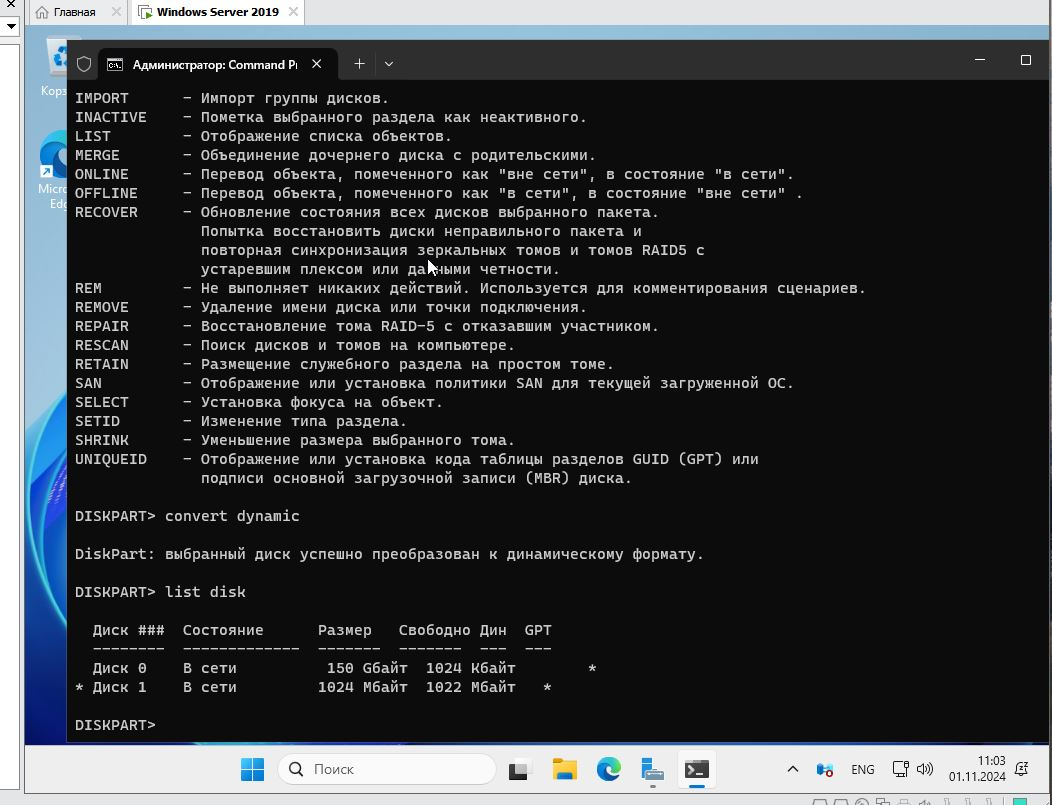 Главная
Windows Server 2019
Администратор: Command Pr
IMPORT – Импорт группы дисков.
INACTIVE – Пометка выбранного раздела как неактивного.
LIST – Отображение списка объектов.
MERGE – Объединение дочернего диска с родительскими.
ONLINE – Перевод объекта, помеченного как "вне сети", в состояние "в сети".
OFFLINE – Перевод объекта, помеченного как "в сети", в состояние "вне сети" .
RECOVER – Обновление состояния всех дисков выбранного пакета.
Попытка восстановить диски неправильного пакета и
повторная синхронизация зеркальных томов и томов RAID5 с
устаревшим плексом или данными четности.
REM – Не выполняет никаких действий. Используется для комментирования сценариев.
REMOVE – Удаление имени диска или точки подключения.
REPAIR – Восстановление тома RAID-5 с отказавшим участником.
RESCAN – Поиск дисков и томов на компьютере.
RETAIN – Размещение служебного раздела на простом томе.
SAN – Отображение или установка политики SAN для текущей загруженной ОС.
SELECT – Установка фокуса на объект.
SETID – Изменение типа раздела.
SHRINK – Уменьшение размера выбранного тома.
UNIQUEID – Отображение или установка кода таблицы разделов GUID (GPT) или
подписи основной загрузочной записи (MBR) диска.
DISKPART> convert dynamic
DiskPart: выбранный диск успешно преобразован к динамическому формату.
DISKPART> list disk
Диск ### Состояние Размер Свободно Дин GPT
-------- ------------- ------- ------- --- ---
Диск 0 В сети 150 Gбайт 1024 Kбайт *
* Диск 1 В сети 1024 Mбайт 1022 Mбайт *
DISKPART>
Корз
Micro
Edg
Поиск
ENG
11:03
01.11.2024